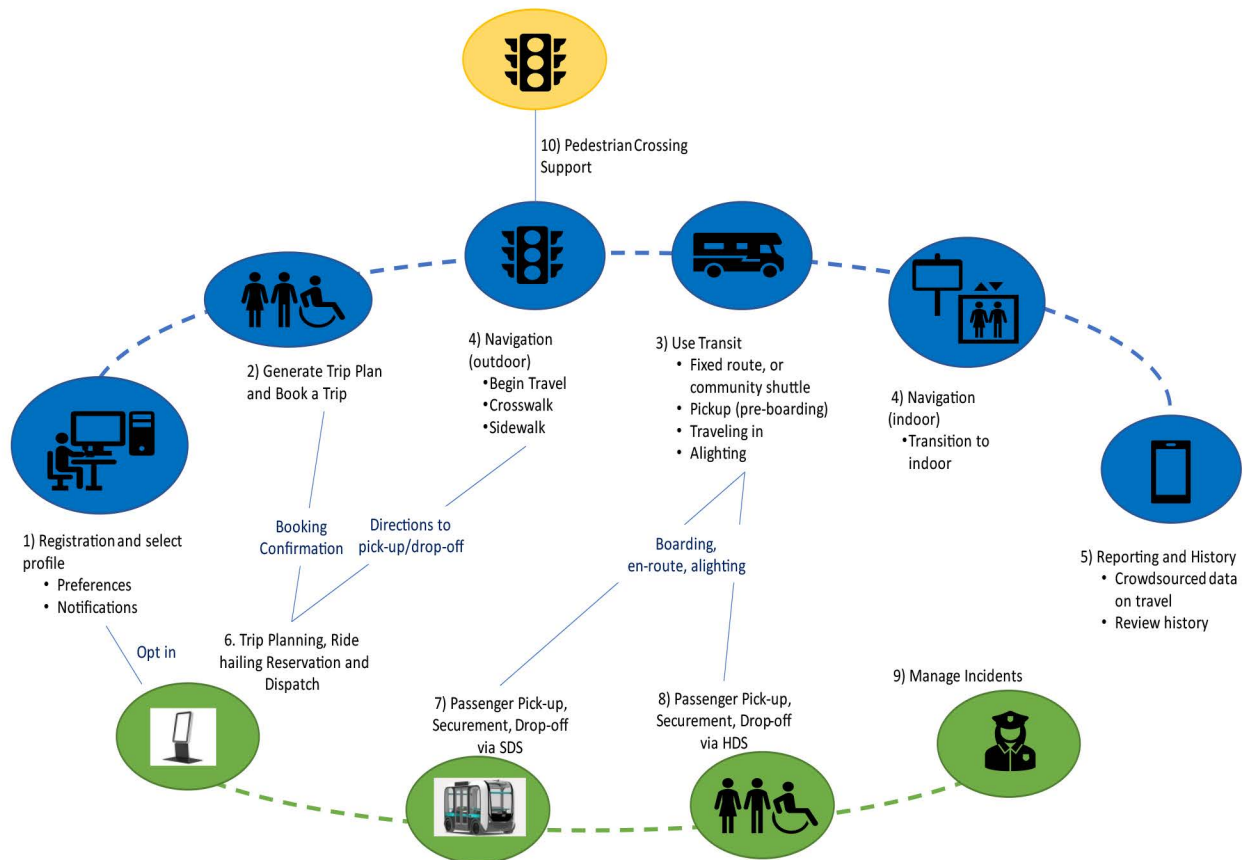 10) Pedestrian Crossing
Support
2) Generate Trip Plan
and Book a Trip
4) Navigation
(outdoor)
•Begin Travel
•Crosswalk
•Sidewalk
3) Use Transit
• Fixed route, or
community shuttle
• Pickup (pre-boarding)
• Traveling in
• Alighting
4) Navigation
(indoor)
•Transition to
indoor
1) Registration and select
profile
• Preferences
• Notifications
Booking
Confirmation
Directions to
pick-up/drop-off
Boarding,
en-route, alighting
5) Reporting and History
• Crowdsourced data
on travel
• Review history
Opt in
6. Trip Planning, Ride
hailing Reservation and
Dispatch
7) Passenger Pick-up,
Securement, Drop-off
via SDS
8) Passenger Pick-up,
Securement, Drop-off
via HDS
9) Manage Incidents